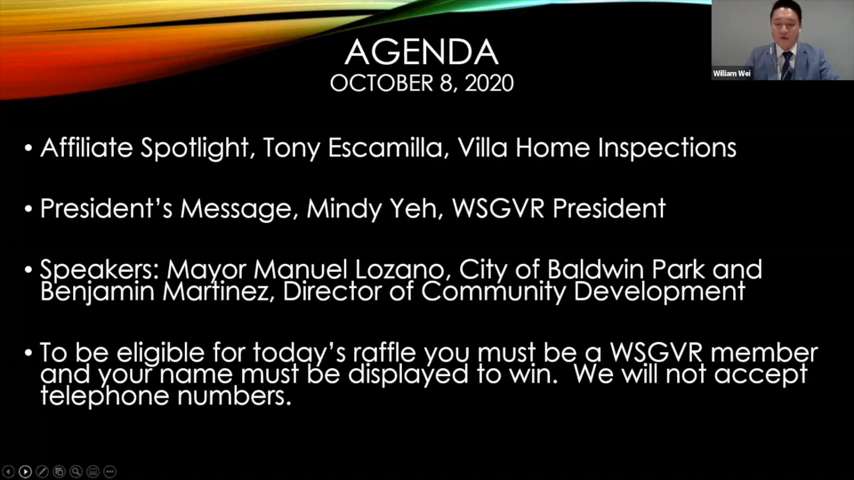 AGENDA
OCTOBER 8, 2020
William Wei
• Affiliate Spotlight, Tony Escamilla, Villa Home Inspections
• President's Message, Mindy Yeh, WSGVR President
• Speakers: Mayor Manuel Lozano, City of Baldwin Park and
Benjamin Martinez, Director of Community Development
• To be eligible for today's raffle you must be a WSGVR member
and your name must be displayed to win.  We will not accept
telephone numbers.